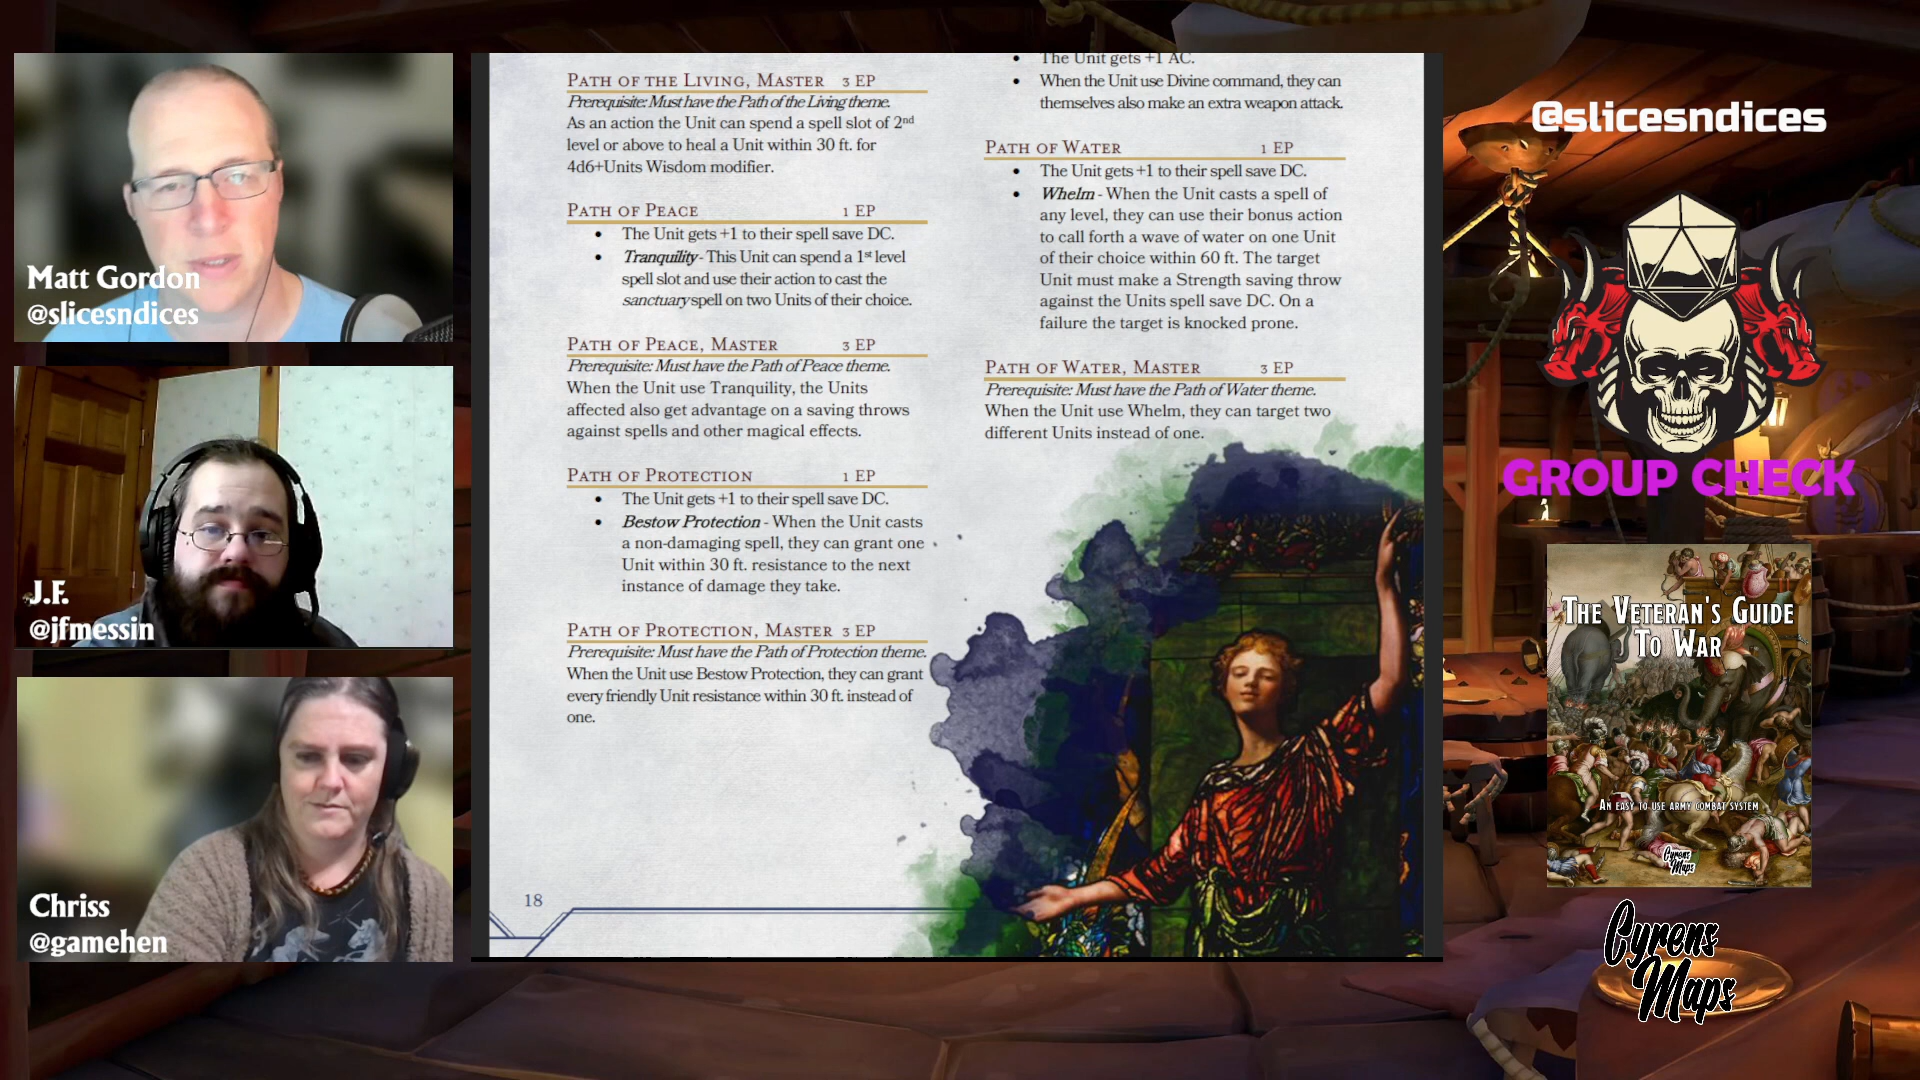 Matt Gordon
@slicesndices
J.F.
@jfmessin
Chriss
@gamehen
PATH OF THE LIVING, MASTER 3 EP
Prerequisite: Must have the Path of the Living theme.
As an action the Unit can spend a spell slot of 2nd
level or above to heal a Unit within 30 ft. for
4d6+Units Wisdom modifier.
PATH OF PEACE 1 EP
• The Unit gets +1 to their spell save DC.
• Tranquility - This Unit can spend a 1st level
spell slot and use their action to cast the
sanctuary spell on two Units of their choice.
PATH OF PEACE, MASTER 3 EP
Prerequisite: Must have the Path of Peace theme.
When the Unit use Tranquility, the Units
affected also get advantage on a saving throws
against spells and other magical effects.
PATH OF PROTECTION 1 EP
• The Unit gets +1 to their spell save DC.
• Bestow Protection - When the Unit casts
a non-damaging spell, they can grant one
Unit within 30 ft. resistance to the next
instance of damage they take.
PATH OF PROTECTION, MASTER 3 EP
Prerequisite: Must have the Path of Protection theme.
When the Unit use Bestow Protection, they can grant
every friendly Unit resistance within 30 ft. instead of
one.
18
• The Unit gets +1 AC.
• When the Unit use Divine command, they can
themselves also make an extra weapon attack.
PATH OF WATER 1 EP
• The Unit gets +1 to their spell save DC.
• Whelm - When the Unit casts a spell of
any level, they can use their bonus action
to call forth a wave of water on one Unit
of their choice within 60 ft. The target
Unit must make a Strength saving throw
against the Units spell save DC. On a
failure the target is knocked prone.
PATH OF WATER, MASTER 3 EP
Prerequisite: Must have the Path of Water theme.
When the Unit use Whelm, they can target two
different Units instead of one.
@slicesndices
GROUP CHECK
THE VETERAN'S GUIDE
TO WAR
AN EASY TO USE ARMY COMBAT SYSTEM
Cyrens
Maps
Cyrens
Maps